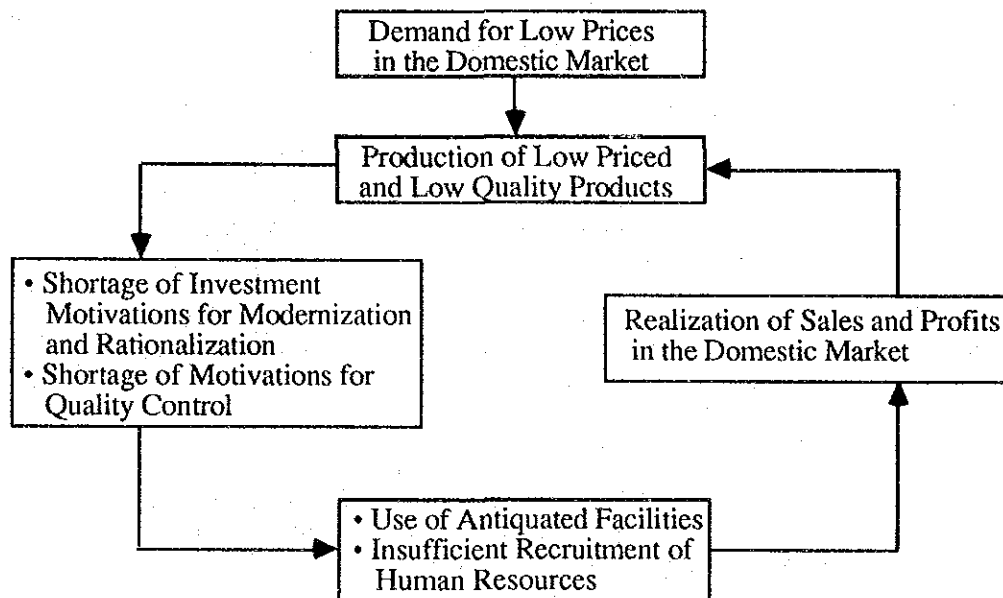 Demand for Low Prices
in the Domestic Market
Production of Low Priced
and Low Quality Products
• Shortage of Investment
Motivations for Modernization
and Rationalization
• Shortage of Motivations for
Quality Control
Realization of Sales and Profits
in the Domestic Market
• Use of Antiquated Facilities
• Insufficient Recruitment of
Human Resources